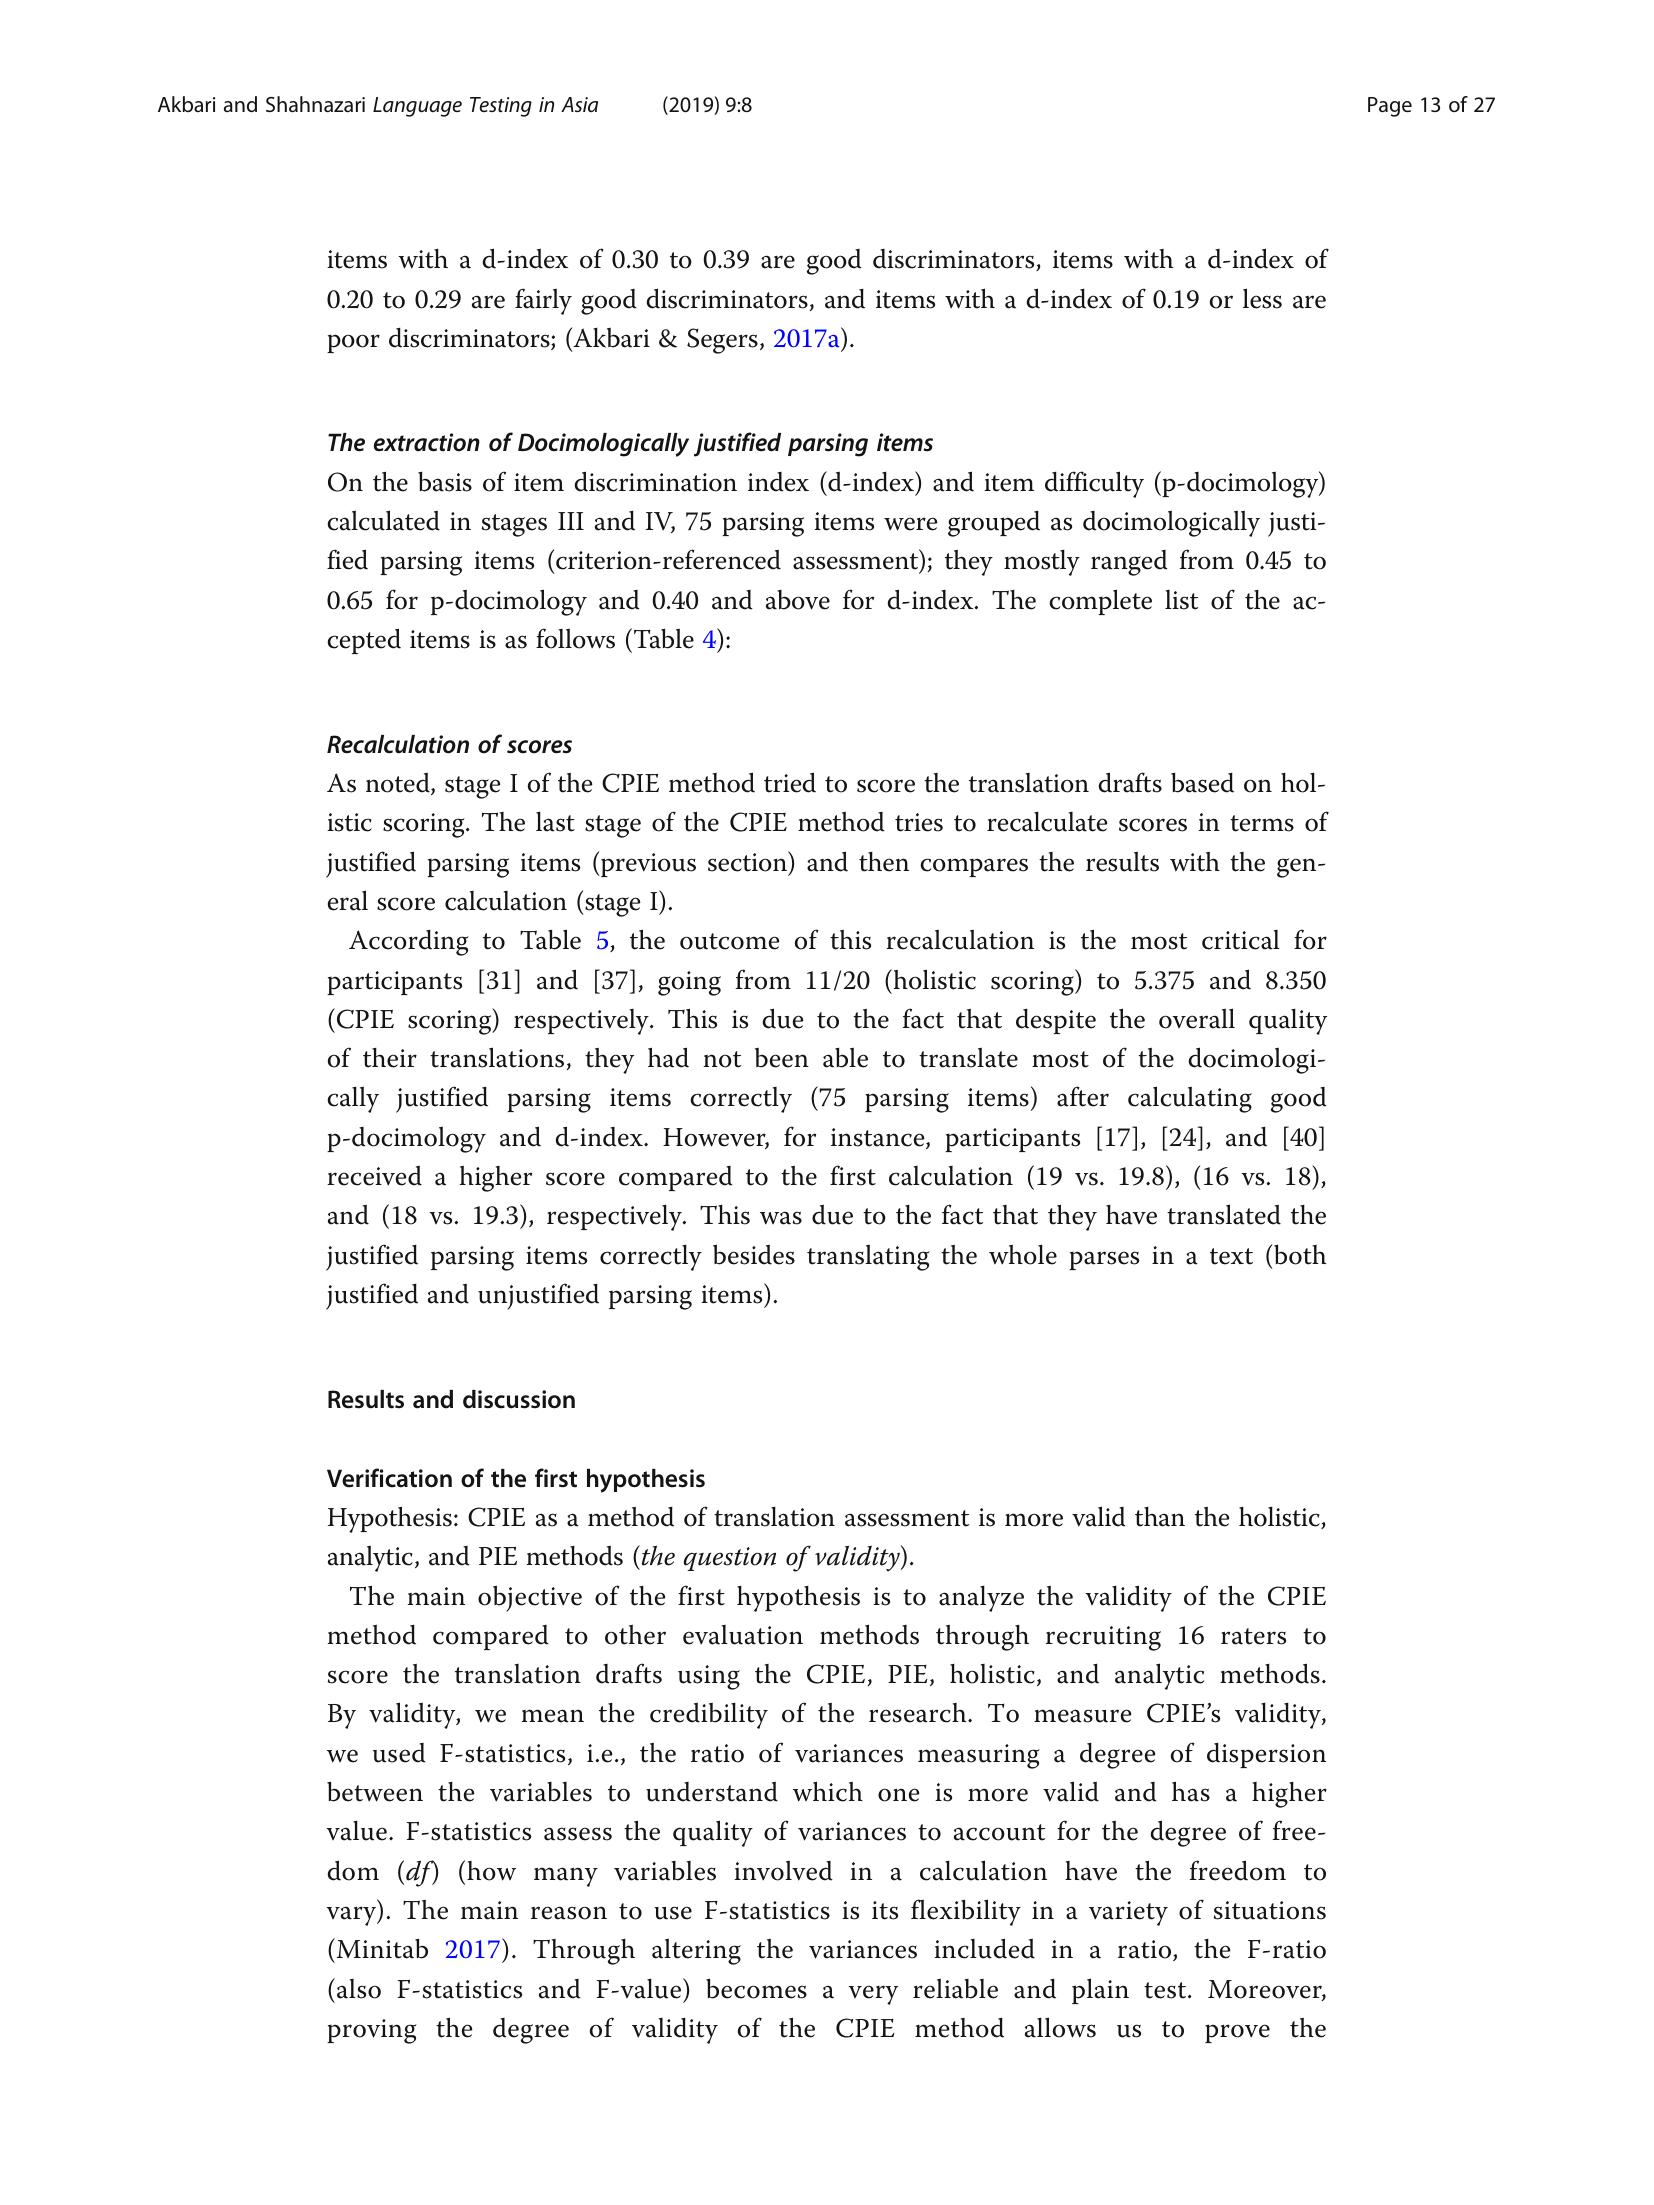 Akbari and Shahnazari Language Testing in Asia (2019) 9:8 Page 13 of 27
items with a d-index of 0.30 to 0.39 are good discriminators, items with a d-index of
0.20 to 0.29 are fairly good discriminators, and items with a d-index of 0.19 or less are
poor discriminators; (Akbari & Segers, 2017a).
The extraction of Docimologically justified parsing items
On the basis of item discrimination index (d-index) and item difficulty (p-docimology)
calculated in stages III and IV, 75 parsing items were grouped as docimologically justi-
fied parsing items (criterion-referenced assessment); they mostly ranged from 0.45 to
0.65 for p-docimology and 0.40 and above for d-index. The complete list of the ac-
cepted items is as follows (Table 4):
Recalculation of scores
As noted, stage I of the CPIE method tried to score the translation drafts based on hol-
istic scoring. The last stage of the CPIE method tries to recalculate scores in terms of
justified parsing items (previous section) and then compares the results with the gen-
eral score calculation (stage I).
According to Table 5, the outcome of this recalculation is the most critical for
participants [31] and [37], going from 11/20 (holistic scoring) to 5.375 and 8.350
(CPIE scoring) respectively. This is due to the fact that despite the overall quality
of their translations, they had not been able to translate most of the docimologi-
cally justified parsing items correctly (75 parsing items) after calculating good
p-docimology and d-index. However, for instance, participants [17], [24], and [40]
received a higher score compared to the first calculation (19 vs. 19.8), (16 vs. 18),
and (18 vs. 19.3), respectively. This was due to the fact that they have translated the
justified parsing items correctly besides translating the whole parses in a text (both
justified and unjustified parsing items).
Results and discussion
Verification of the first hypothesis
Hypothesis: CPIE as a method of translation assessment is more valid than the holistic,
analytic, and PIE methods (the question of validity).
The main objective of the first hypothesis is to analyze the validity of the CPIE
method compared to other evaluation methods through recruiting 16 raters to
score the translation drafts using the CPIE, PIE, holistic, and analytic methods.
By validity, we mean the credibility of the research. To measure CPIE’s validity,
we used F-statistics, i.e., the ratio of variances measuring a degree of dispersion
between the variables to understand which one is more valid and has a higher
value. F-statistics assess the quality of variances to account for the degree of free-
dom (df) (how many variables involved in a calculation have the freedom to
vary). The main reason to use F-statistics is its flexibility in a variety of situations
(Minitab 2017). Through altering the variances included in a ratio, the F-ratio
(also F-statistics and F-value) becomes a very reliable and plain test. Moreover,
proving the degree of validity of the CPIE method allows us to prove the